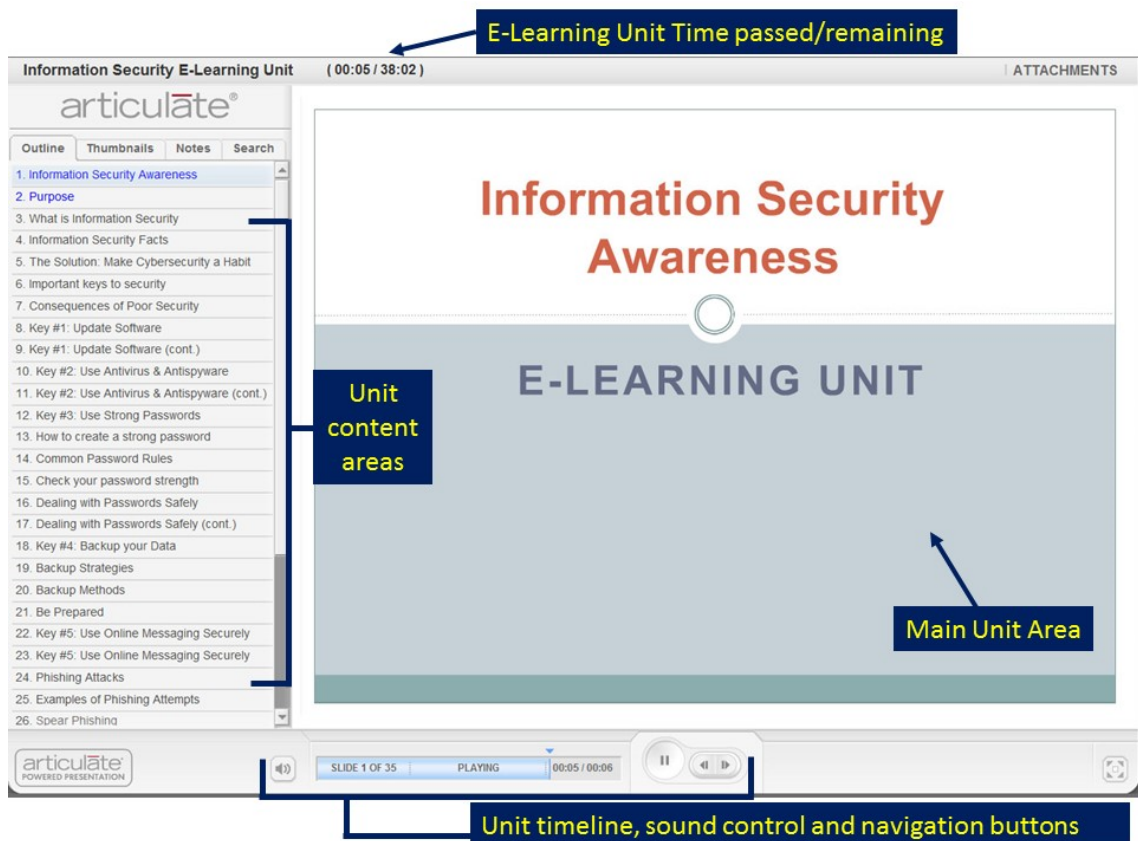 E-Learning Unit Time passed/remaining
Information Security E-Learning Unit ( 00:05 / 38:02 ) ATTACHMENTS
articulāte®
Outline Thumbnails Notes Search
1. Information Security Awareness
2. Purpose
3. What is Information Security
4. Information Security Facts
5. The Solution: Make Cybersecurity a Habit
6. Important keys to security
7. Consequences of Poor Security
8. Key #1: Update Software
9. Key #1: Update Software (cont.)
10. Key #2: Use Antivirus & Antispyware
11. Key #2: Use Antivirus & Antispyware (cont.)
12. Key #3: Use Strong Passwords
13. How to create a strong password
14. Common Password Rules
15. Check your password strength
16. Dealing with Passwords Safely
17. Dealing with Passwords Safely (cont.)
18. Key #4: Backup your Data
19. Backup Strategies
20. Backup Methods
21. Be Prepared
22. Key #5: Use Online Messaging Securely
23. Key #5: Use Online Messaging Securely
24. Phishing Attacks
25. Examples of Phishing Attempts
26. Spear Phishing
Unit
content
areas
Information Security
Awareness
E-LEARNING UNIT
Main Unit Area
articulāte®
POWERED PRESENTATION
SLIDE 1 OF 35 PLAYING 00:05 / 00:06
Unit timeline, sound control and navigation buttons